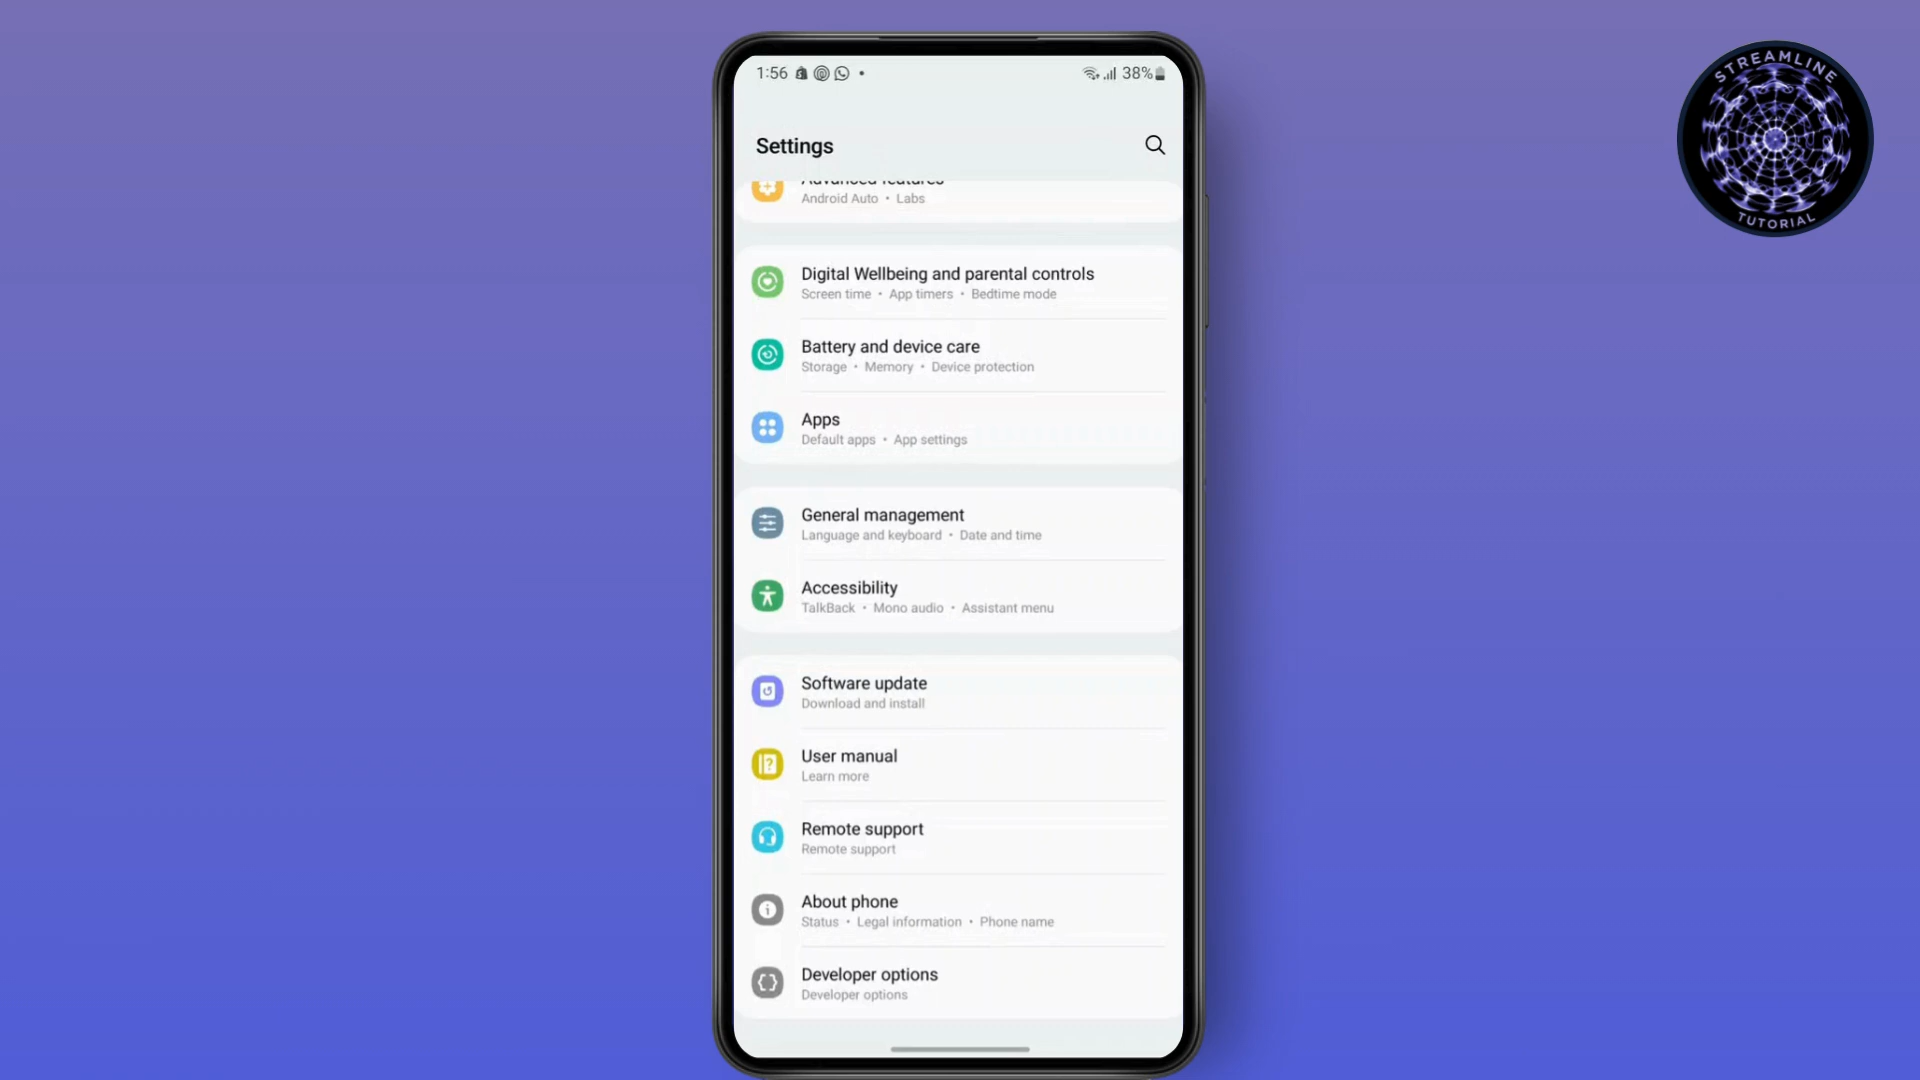 STREAMLINE
TUTORIAL
1:56
38%
Settings
Advanced features
Android Auto • Labs
Digital Wellbeing and parental controls
Screen time • App timers • Bedtime mode
Battery and device care
Storage • Memory • Device protection
Apps
Default apps • App settings
General management
Language and keyboard • Date and time
Accessibility
TalkBack • Mono audio • Assistant menu
Software update
Download and install
User manual
Learn more
Remote support
Remote support
About phone
Status • Legal information • Phone name
Developer options
Developer options